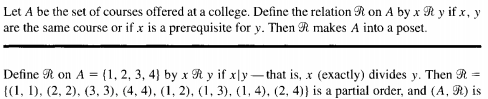 Let A be the set of courses offered at a college. Define the relation ℛ on A by x ℛ y if x, y
are the same course or if x is a prerequisite for y. Then ℛ makes A into a poset.
Define ℛ on A = {1, 2, 3, 4} by x ℛ y if x|y—that is, x (exactly) divides y. Then ℛ =
{(1, 1), (2, 2), (3, 3), (4, 4), (1, 2), (1, 3), (1, 4), (2, 4)} is a partial order, and (A, ℛ) is